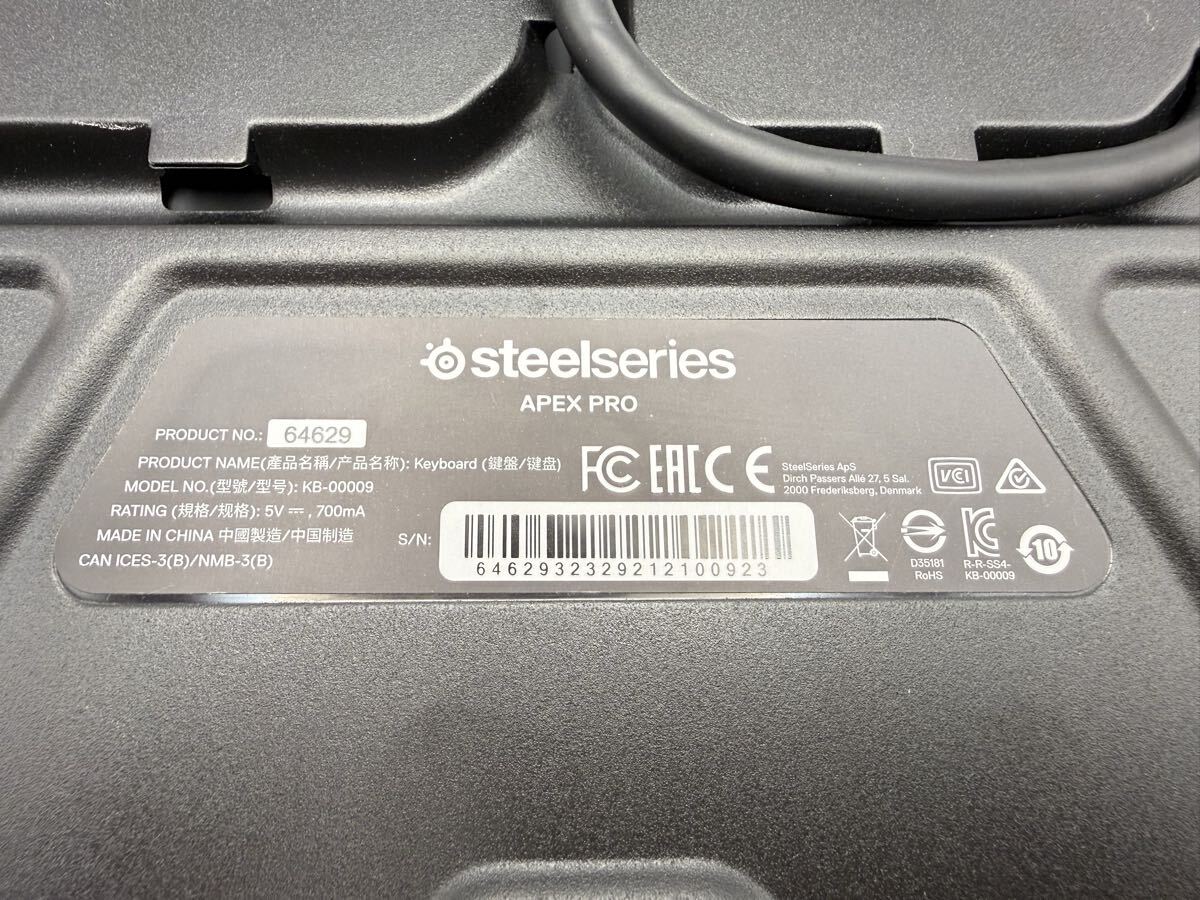 steelseries
APEX PRO
PRODUCT NO.: 64629
PRODUCT NAME(產品名稱/产品名称): Keyboard (鍵盤/键盘)
MODEL NO.(型號/型号): KB-00009
RATING (規格/规格): 5V ⎓ , 700mA
MADE IN CHINA 中國製造/中国制造
CAN ICES-3(B)/NMB-3(B)
FC EAC CE
SteelSeries ApS
Dirch Passers Allé 27, 5 Sal.
2000 Frederiksberg, Denmark
VCI
S/N:
6462932329212100923
D35181
RoHS
R-R-SS4-
KB-00009
10